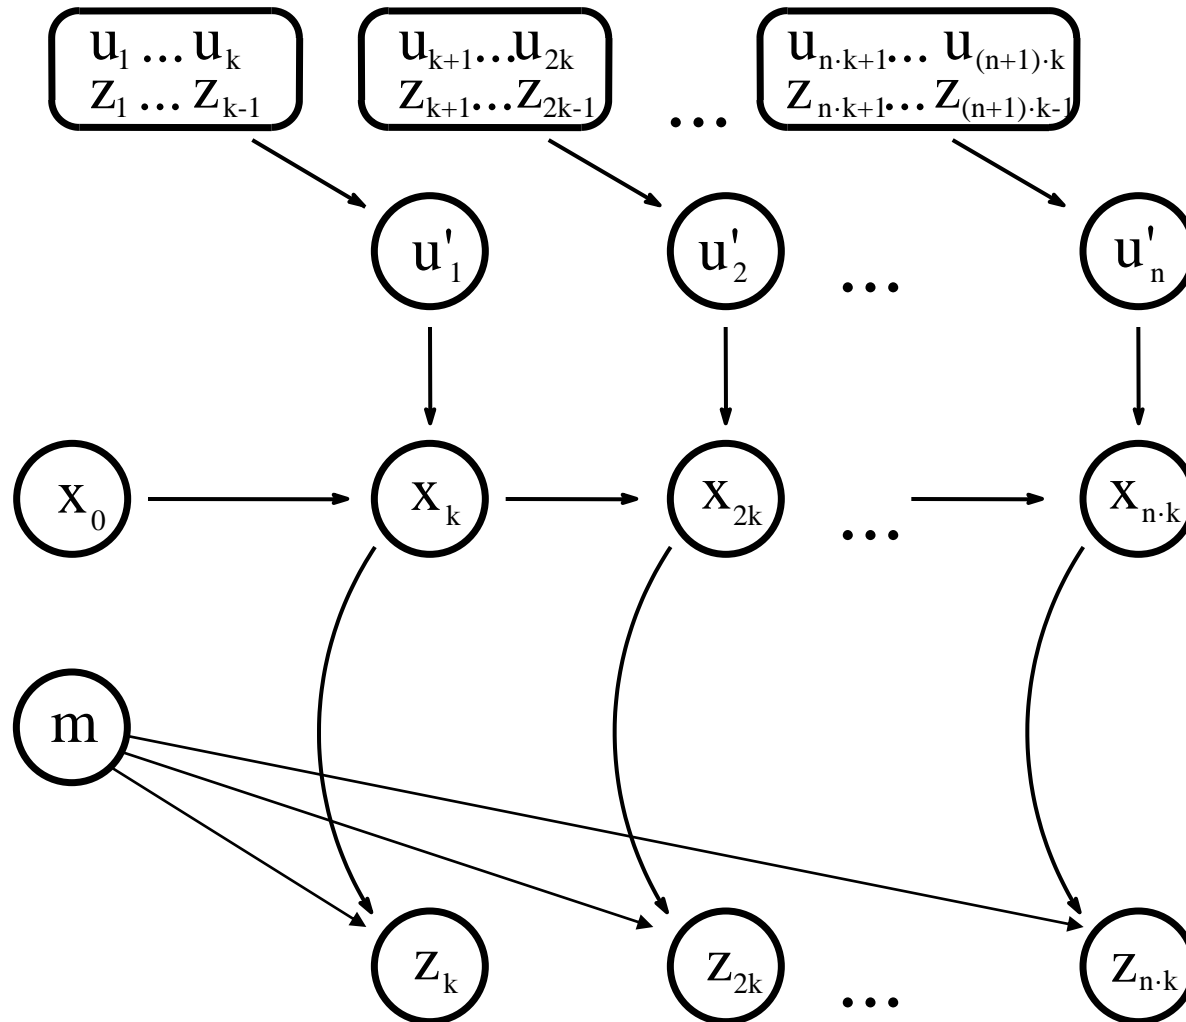 u₁ ... uₖ
z₁ ... zₖ₋₁
uₖ₊₁...u₂ₖ
zₖ₊₁...z₂ₖ₋₁
...
uₙ·ₖ₊₁... u₍ₙ₊₁₎·ₖ
zₙ·ₖ₊₁... z₍ₙ₊₁₎·ₖ₋₁
u'₁
u'₂
...
u'ₙ
x₀
xₖ
x₂ₖ
...
xₙ·ₖ
m
zₖ
z₂ₖ
...
zₙ·ₖ